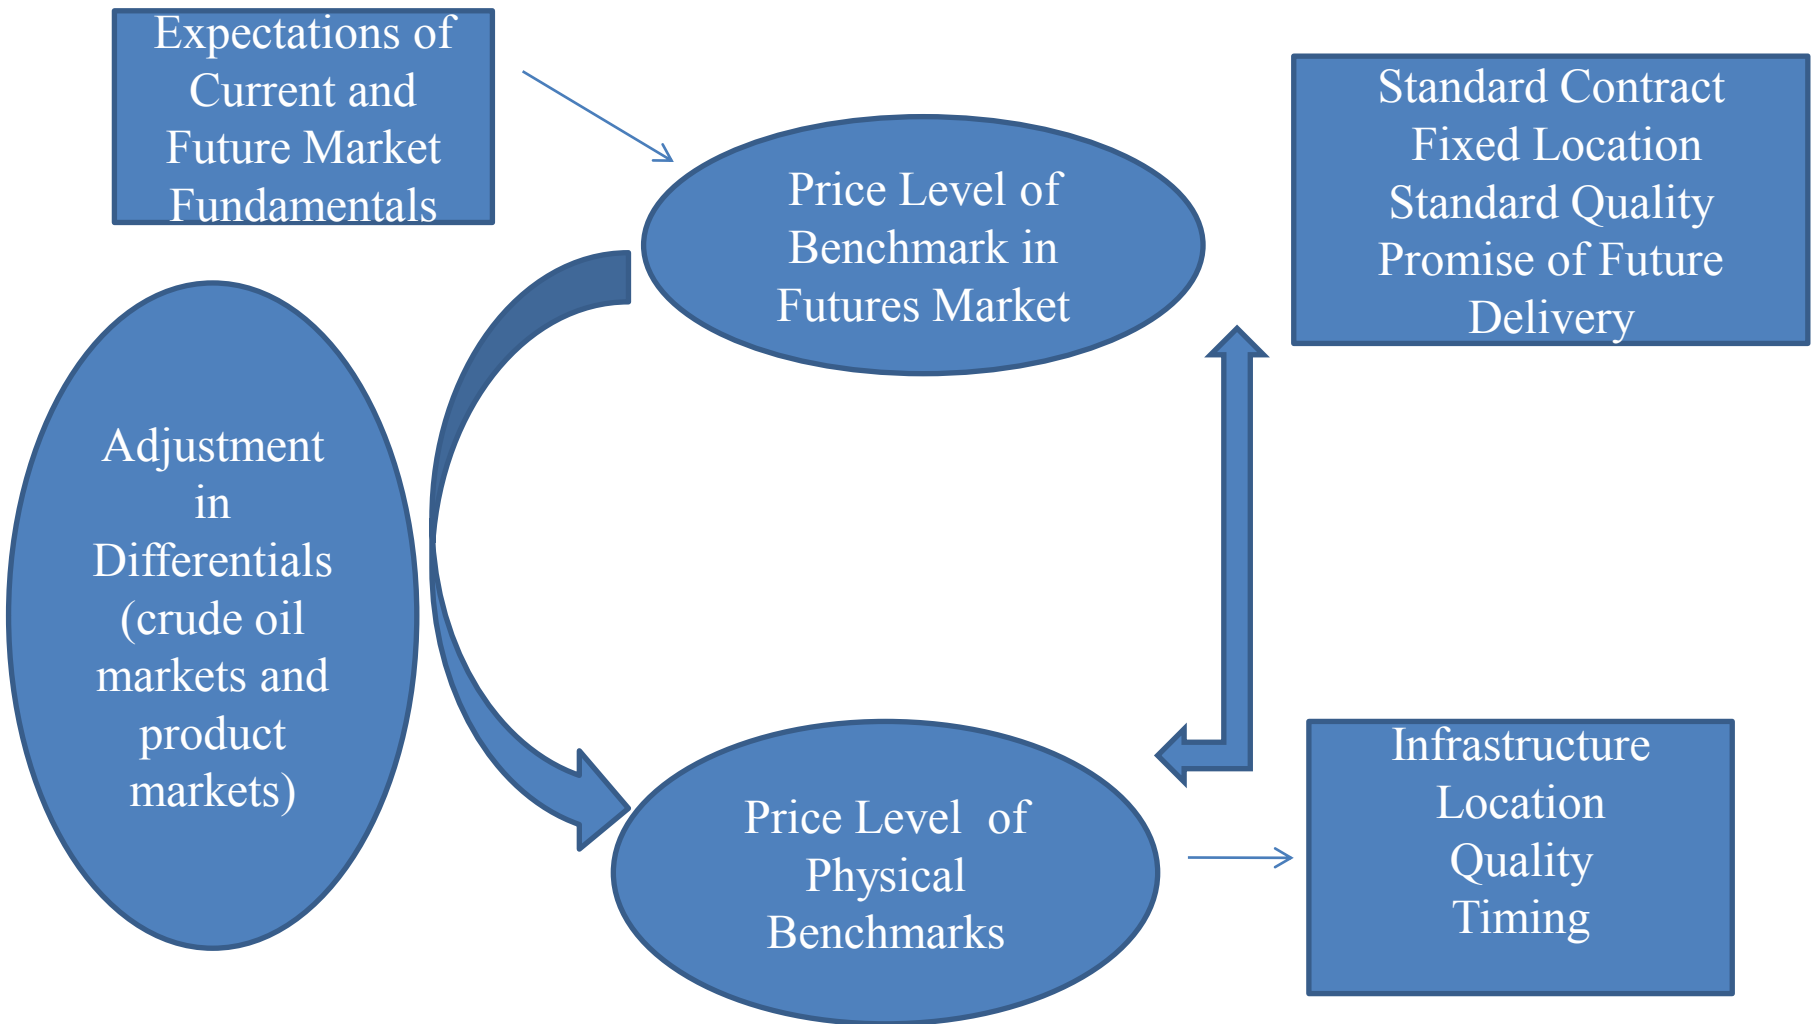 Expectations of
Current and
Future Market
Fundamentals
Price Level of
Benchmark in
Futures Market
Standard Contract
Fixed Location
Standard Quality
Promise of Future
Delivery
Adjustment
in
Differentials
(crude oil
markets and
product
markets)
Price Level of
Physical
Benchmarks
Infrastructure
Location
Quality
Timing